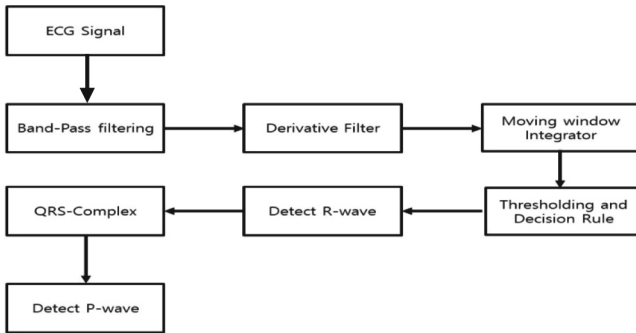 ECG Signal
Band-Pass filtering
Derivative Filter
Moving window
Integrator
Thresholding and
Decision Rule
Detect R-wave
QRS-Complex
Detect P-wave